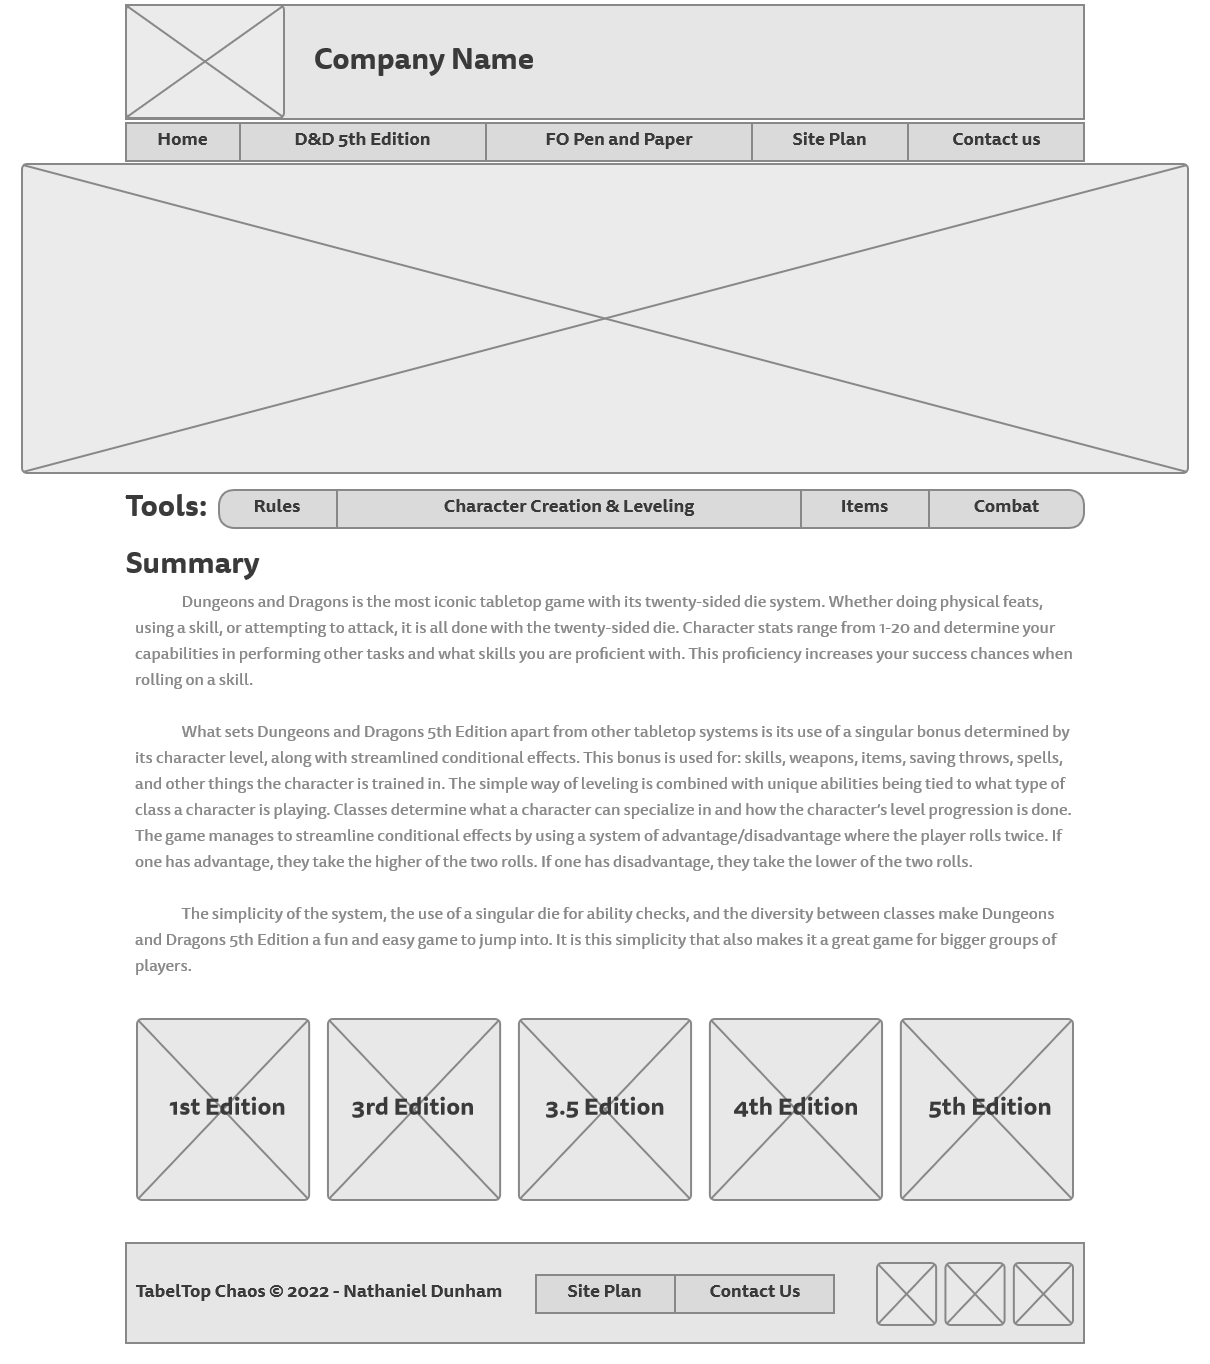 Company Name
Home D&D 5th Edition FO Pen and Paper Site Plan Contact us
Tools: Rules Character Creation & Leveling Items Combat
Summary
Dungeons and Dragons is the most iconic tabletop game with its twenty-sided die system. Whether doing physical feats,
using a skill, or attempting to attack, it is all done with the twenty-sided die. Character stats range from 1-20 and determine your
capabilities in performing other tasks and what skills you are proficient with. This proficiency increases your success chances when
rolling on a skill.
What sets Dungeons and Dragons 5th Edition apart from other tabletop systems is its use of a singular bonus determined by
its character level, along with streamlined conditional effects. This bonus is used for: skills, weapons, items, saving throws, spells,
and other things the character is trained in. The simple way of leveling is combined with unique abilities being tied to what type of
class a character is playing. Classes determine what a character can specialize in and how the character's level progression is done.
The game manages to streamline conditional effects by using a system of advantage/disadvantage where the player rolls twice. If
one has advantage, they take the higher of the two rolls. If one has disadvantage, they take the lower of the two rolls.
The simplicity of the system, the use of a singular die for ability checks, and the diversity between classes make Dungeons
and Dragons 5th Edition a fun and easy game to jump into. It is this simplicity that also makes it a great game for bigger groups of
players.
1st Edition 3rd Edition 3.5 Edition 4th Edition 5th Edition
TabelTop Chaos © 2022 - Nathaniel Dunham Site Plan Contact Us